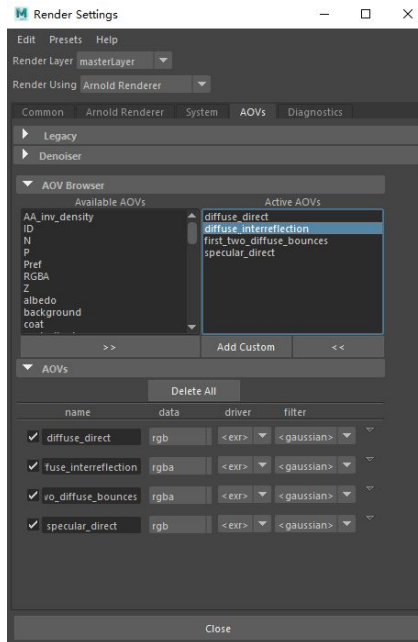 Render Settings
Edit Presets Help
Render Layer masterLayer
Render Using Arnold Renderer
Common Arnold Renderer System AOVs Diagnostics
Legacy
Denoiser
AOV Browser
Available AOVs Active AOVs
AA_inv_density diffuse_direct
ID diffuse_interreflection
N first_two_diffuse_bounces
P specular_direct
Pref
RGBA
Z
albedo
background
coat
>> Add Custom <<
AOVs
Delete All
name data driver filter
diffuse_direct rgb <exr> <gaussian>
fuse_interreflection rgba <exr> <gaussian>
vo_diffuse_bounces rgba <exr> <gaussian>
specular_direct rgb <exr> <gaussian>
Close